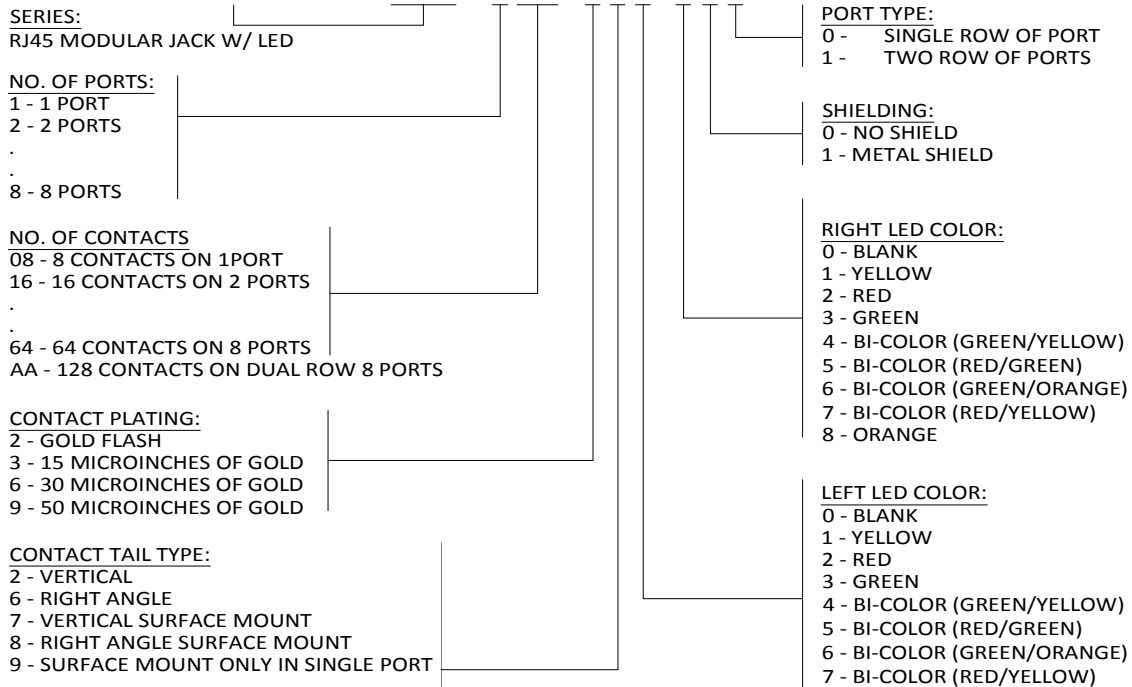 SERIES:
RJ45 MODULAR JACK W/ LED
NO. OF PORTS:
1 - 1 PORT
2 - 2 PORTS
.
.
8 - 8 PORTS
NO. OF CONTACTS
08 - 8 CONTACTS ON 1PORT
16 - 16 CONTACTS ON 2 PORTS
.
.
64 - 64 CONTACTS ON 8 PORTS
AA - 128 CONTACTS ON DUAL ROW 8 PORTS
CONTACT PLATING:
2 - GOLD FLASH
3 - 15 MICROINCHES OF GOLD
6 - 30 MICROINCHES OF GOLD
9 - 50 MICROINCHES OF GOLD
CONTACT TAIL TYPE:
2 - VERTICAL
6 - RIGHT ANGLE
7 - VERTICAL SURFACE MOUNT
8 - RIGHT ANGLE SURFACE MOUNT
9 - SURFACE MOUNT ONLY IN SINGLE PORT
PORT TYPE:
0 - SINGLE ROW OF PORT
1 - TWO ROW OF PORTS
SHIELDING:
0 - NO SHIELD
1 - METAL SHIELD
RIGHT LED COLOR:
0 - BLANK
1 - YELLOW
2 - RED
3 - GREEN
4 - BI-COLOR (GREEN/YELLOW)
5 - BI-COLOR (RED/GREEN)
6 - BI-COLOR (GREEN/ORANGE)
7 - BI-COLOR (RED/YELLOW)
8 - ORANGE
LEFT LED COLOR:
0 - BLANK
1 - YELLOW
2 - RED
3 - GREEN
4 - BI-COLOR (GREEN/YELLOW)
5 - BI-COLOR (RED/GREEN)
6 - BI-COLOR (GREEN/ORANGE)
7 - BI-COLOR (RED/YELLOW)